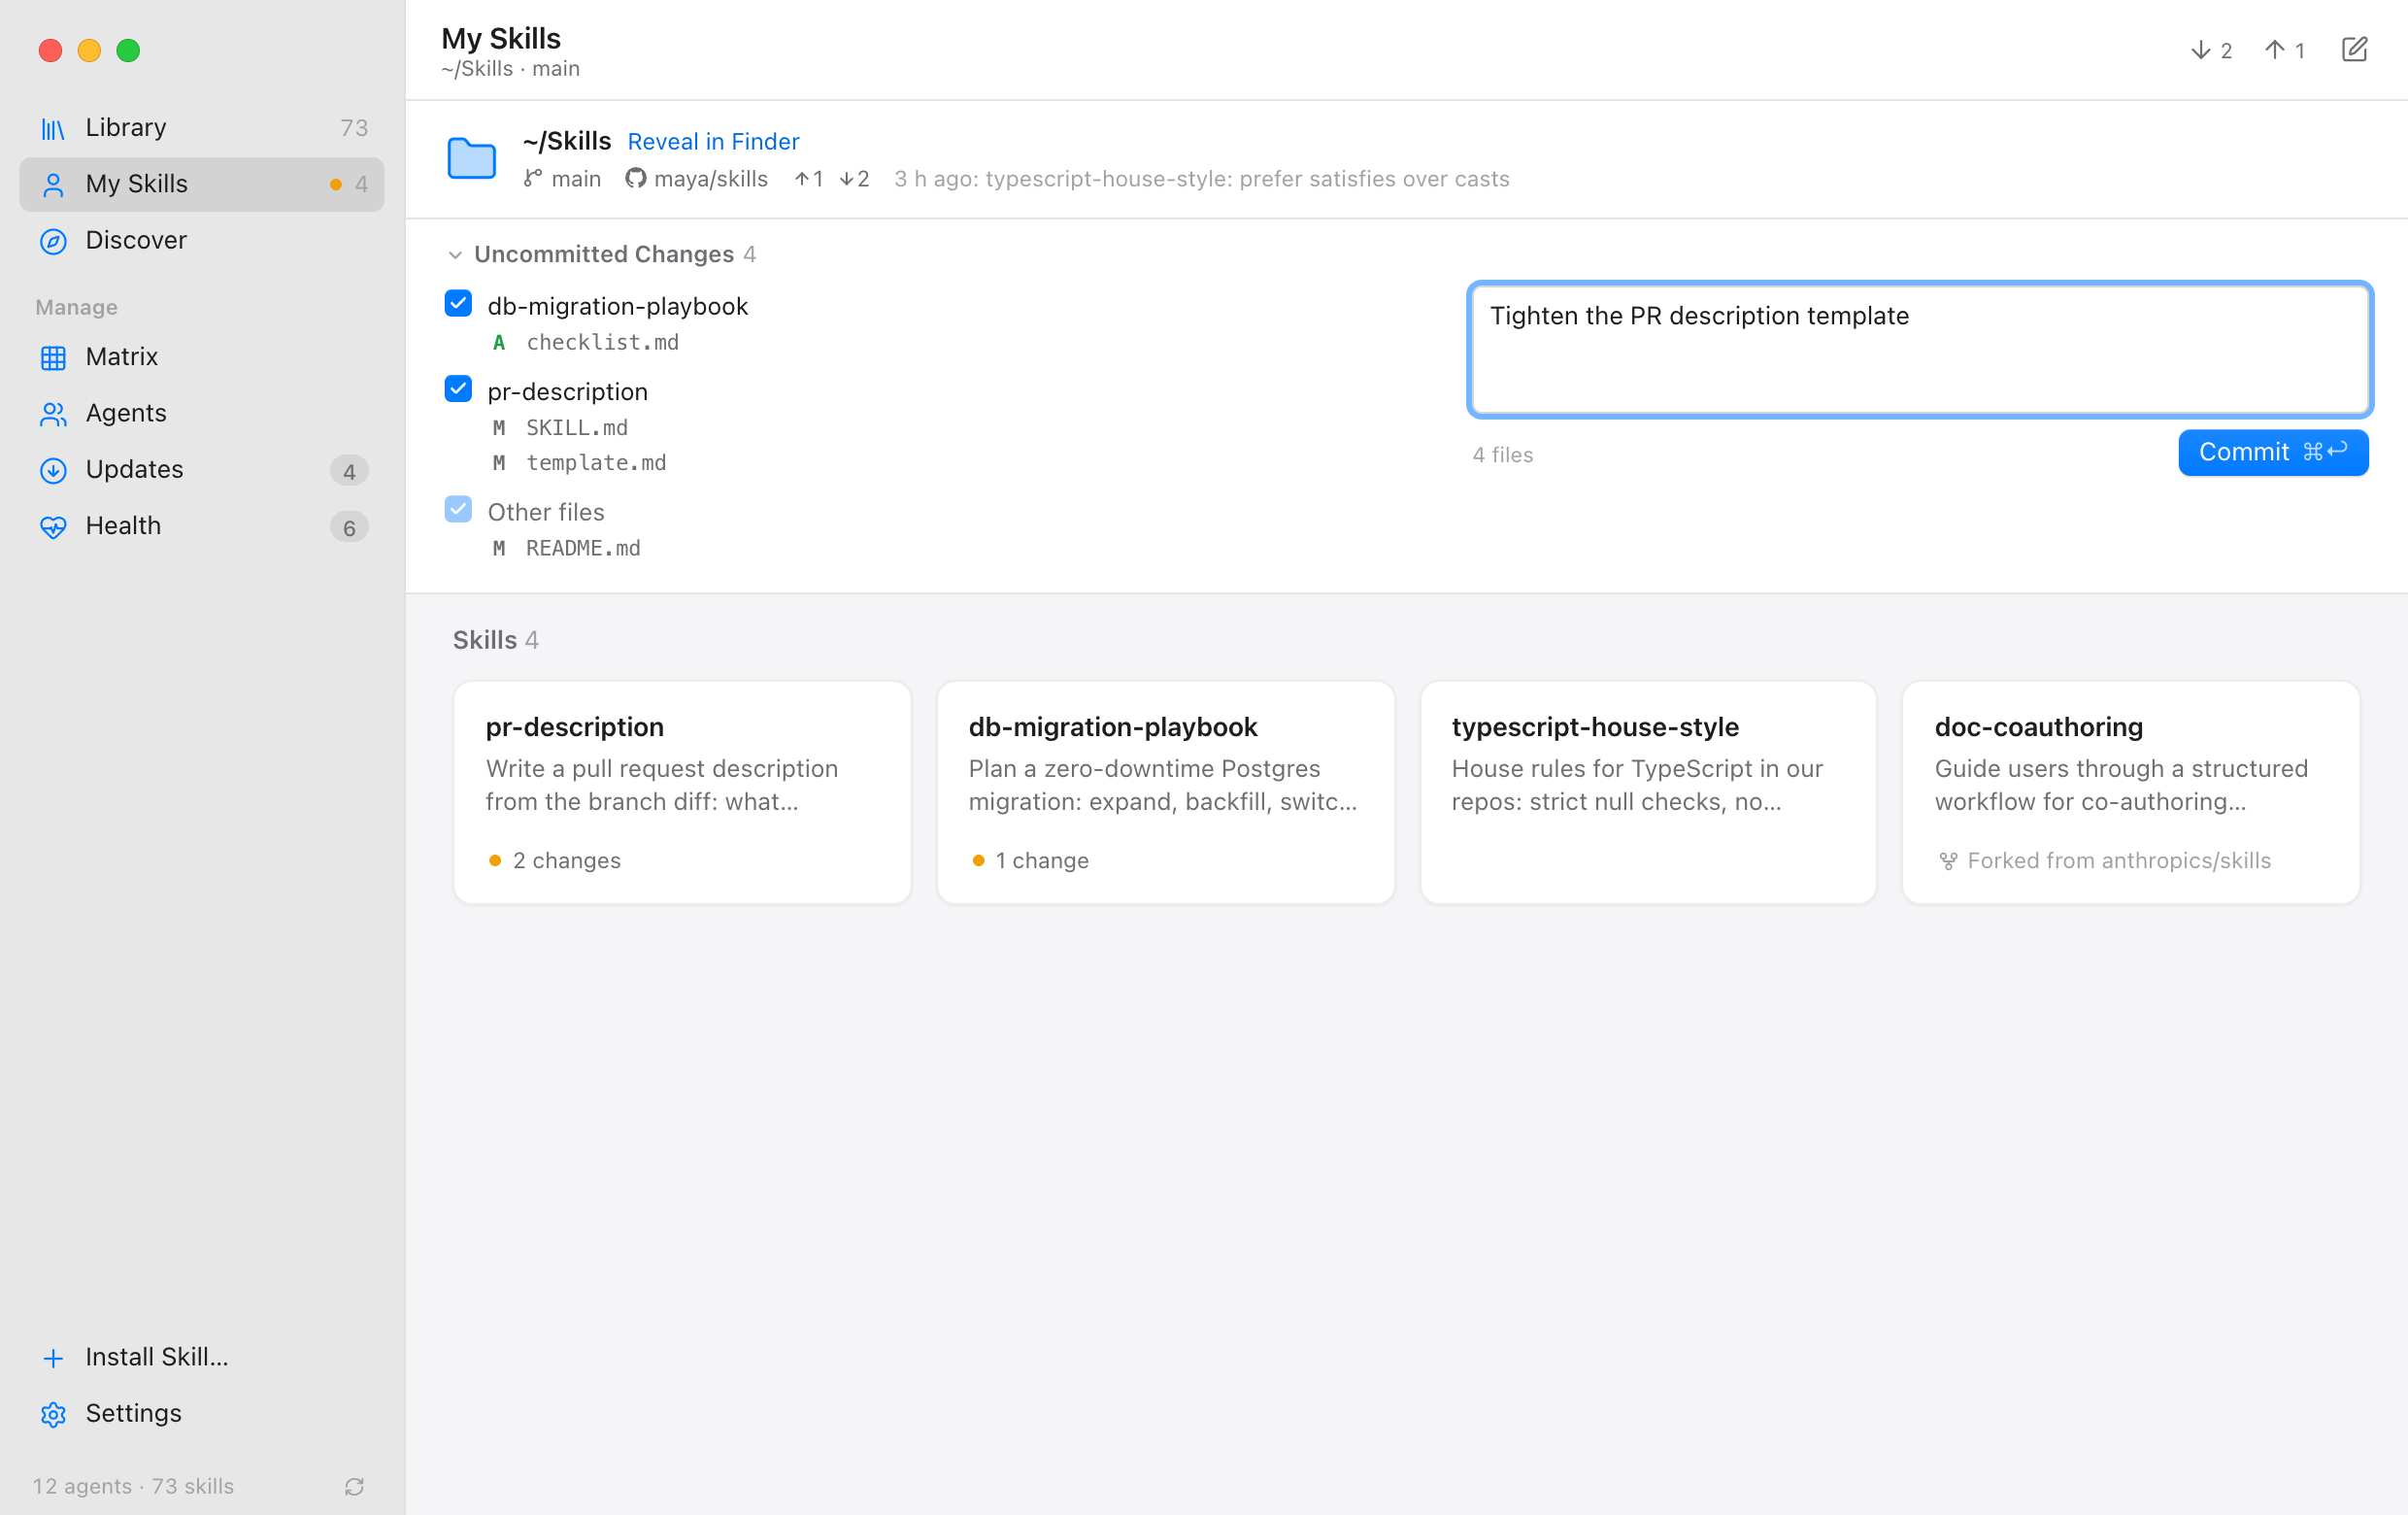 My Skills
~/Skills · main
2 1
Library 73
My Skills 4
Discover
Manage
Matrix
Agents
Updates 4
Health 6
Install Skill...
Settings
12 agents · 73 skills
~/Skills Reveal in Finder
main maya/skills ↑1 ↓2 3 h ago: typescript-house-style: prefer satisfies over casts
Uncommitted Changes 4
db-migration-playbook
A checklist.md
pr-description
M SKILL.md
M template.md
Other files
M README.md
Tighten the PR description template
4 files
Commit ⌘↩
Skills 4
pr-description
Write a pull request description
from the branch diff: what...
2 changes
db-migration-playbook
Plan a zero-downtime Postgres
migration: expand, backfill, switc...
1 change
typescript-house-style
House rules for TypeScript in our
repos: strict null checks, no...
doc-coauthoring
Guide users through a structured
workflow for co-authoring...
Forked from anthropics/skills